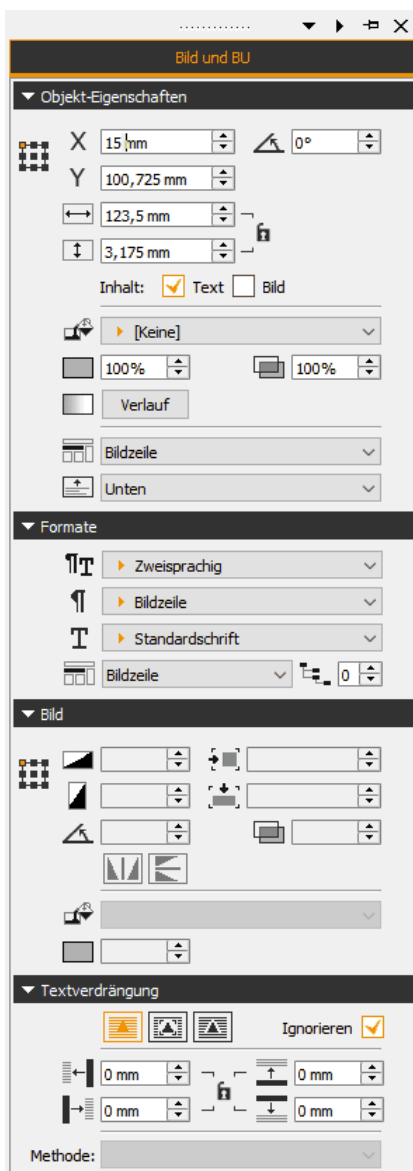 Bild und BU
Objekt-Eigenschaften
X 15 mm 0°
Y 100,725 mm
123,5 mm
3,175 mm
Inhalt: Text Bild
[Keine]
100% 100%
Verlauf
Bildzeile
Unten
Formate
Zweisprachig
Bildzeile
Standardschrift
Bildzeile 0
Bild
Textverdrängung
Ignorieren
0 mm 0 mm
0 mm 0 mm
Methode: